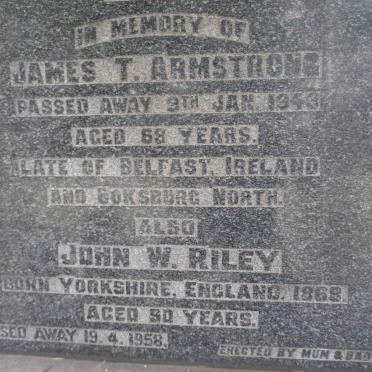 IN MEMORY OF
JAMES T. ARMSTRONG
PASSED AWAY 9TH JAN. 1943
AGED 68 YEARS.
LATE OF BELFAST, IRELAND
AND BOKSBURG NORTH.
ALSO
JOHN W. RILEY
BORN YORKSHIRE, ENGLAND, 1868.
AGED 90 YEARS.
SED AWAY 19.4.1958.
ERECTED BY MUM & DAD